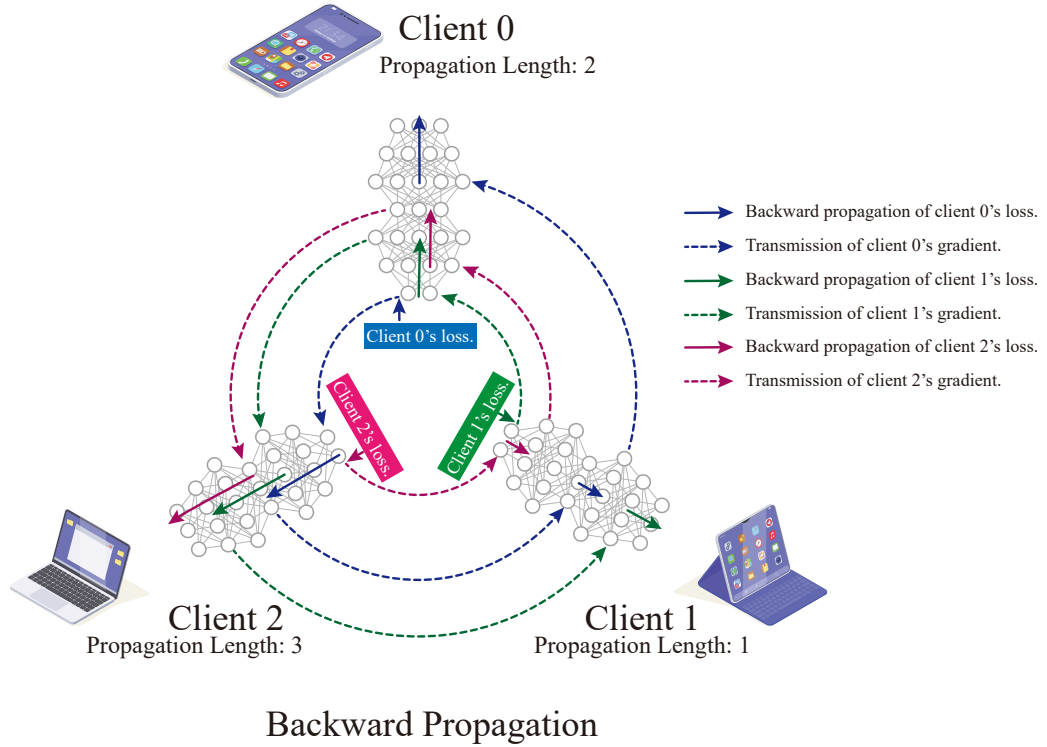 Client 0
Propagation Length: 2
Backward propagation of client 0's loss.
Transmission of client 0's gradient.
Backward propagation of client 1's loss.
Transmission of client 1's gradient.
Backward propagation of client 2's loss.
Transmission of client 2's gradient.
Client 0's loss.
Client 2's loss.
Client 1's loss.
Client 2
Propagation Length: 3
Client 1
Propagation Length: 1
Backward Propagation